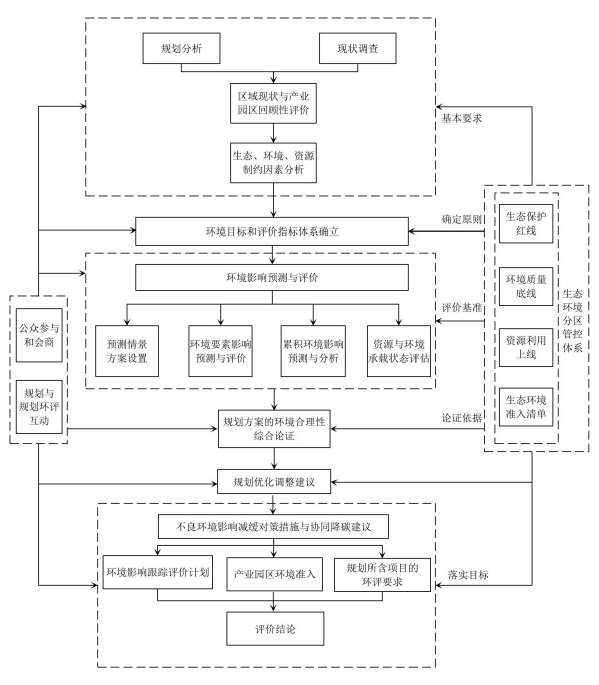 规划分析
现状调查
区域现状与产业
园区回顾性评价
基本要求
生态、环境、资源
制约因素分析
环境目标和评价指标体系确立
确定原则
生态保护
红线
环境影响预测与评价
环境质量
底线
生态
环境
分区
管控
体系
评价基准
公众参与
和会商
预测情景
方案设置
环境要素影响
预测与评价
累积环境影响
预测与分析
资源与环境
承载状态评估
资源利用
上线
规划与
规划环评
互动
规划方案的环境合理性
综合论证
论证依据
生态环境
准入清单
规划优化调整建议
不良环境影响减缓对策措施与协同降碳建议
环境影响跟踪评价计划
产业园区环境准入
规划所含项目的
环评要求
落实目标
评价结论